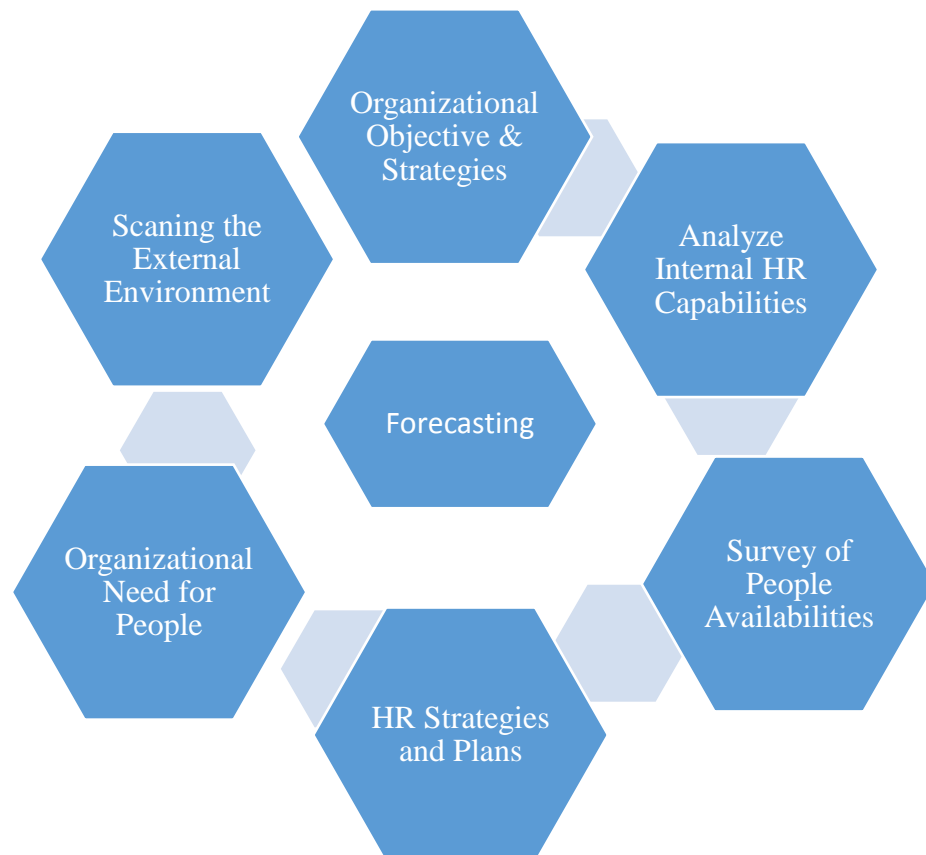 Organizational
Objective &
Strategies
Scaning the
External
Environment
Analyze
Internal HR
Capabilities
Forecasting
Organizational
Need for
People
Survey of
People
Availabilities
HR Strategies
and Plans